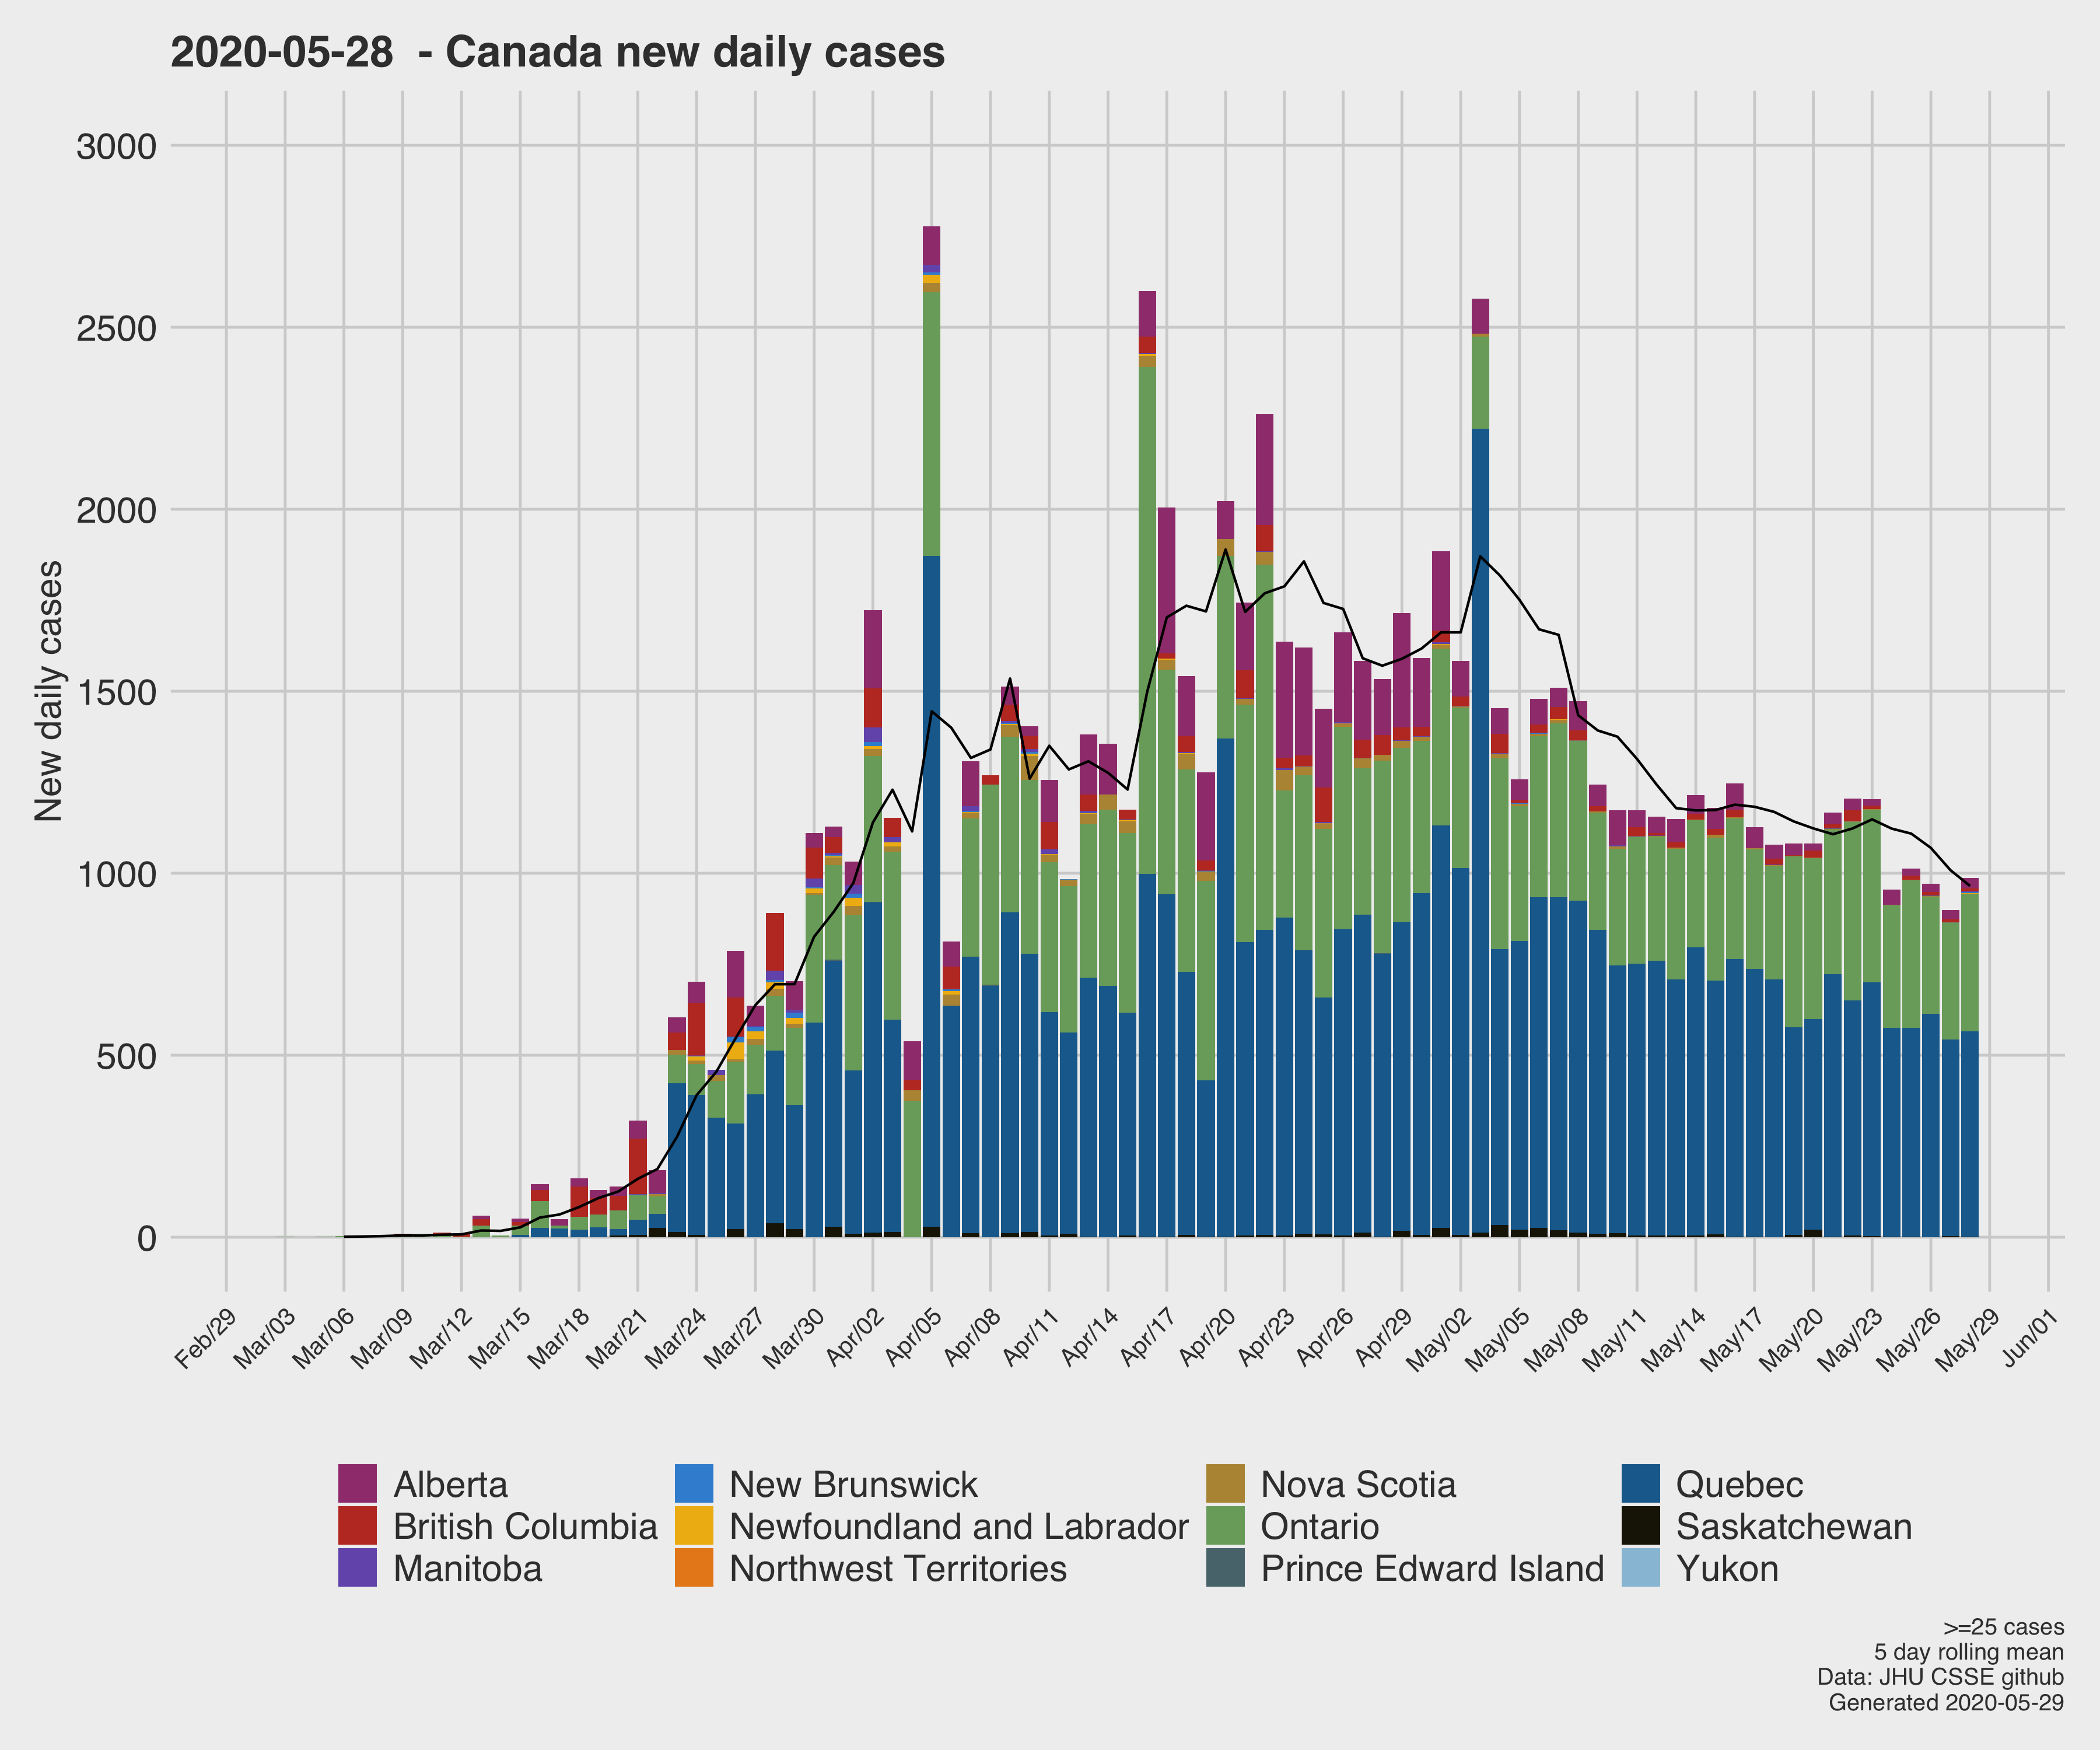 2020-05-28  - Canada new daily cases
New daily cases
3000
2500
2000
1500
1000
500
0
Feb/29 Mar/03 Mar/06 Mar/09 Mar/12 Mar/15 Mar/18 Mar/21 Mar/24 Mar/27 Mar/30 Apr/02 Apr/05 Apr/08 Apr/11 Apr/14 Apr/17 Apr/20 Apr/23 Apr/26 Apr/29 May/02 May/05 May/08 May/11 May/14 May/17 May/20 May/23 May/26 May/29 Jun/01
Alberta New Brunswick Nova Scotia Quebec
British Columbia Newfoundland and Labrador Ontario Saskatchewan
Manitoba Northwest Territories Prince Edward Island Yukon
>=25 cases
5 day rolling mean
Data: JHU CSSE github
Generated 2020-05-29